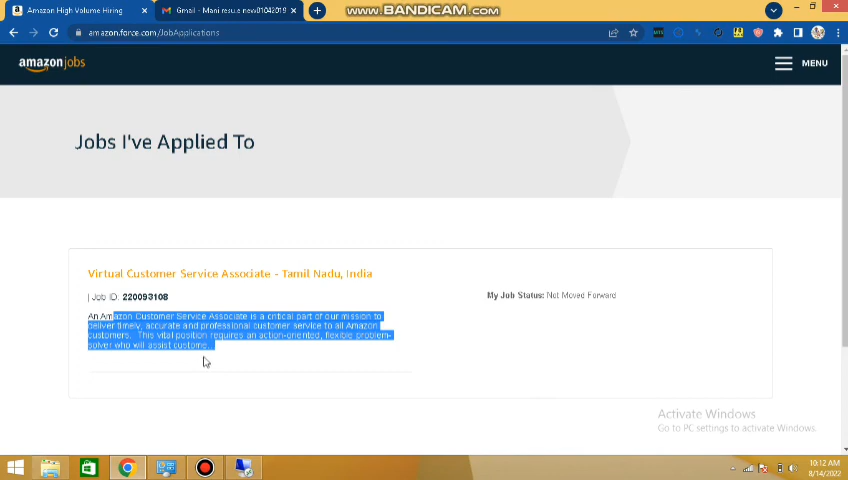 Amazon High Volume Hiring
Gmail - Mani resu.e new01042019
www.BANDICAM.com
amazon.force.com/JobApplications
amazonjobs
MENU
Jobs I've Applied To
Virtual Customer Service Associate - Tamil Nadu, India
| Job ID: 220093108
My Job Status: Not Moved Forward
An Amazon Customer Service Associate is a critical part of our mission to
deliver timely, accurate and professional customer service to all Amazon
customers. This vital position requires an action-oriented, flexible problem-
solver who will assist custome...
Activate Windows
Go to PC settings to activate Windows.
10:12 AM
8/14/2022